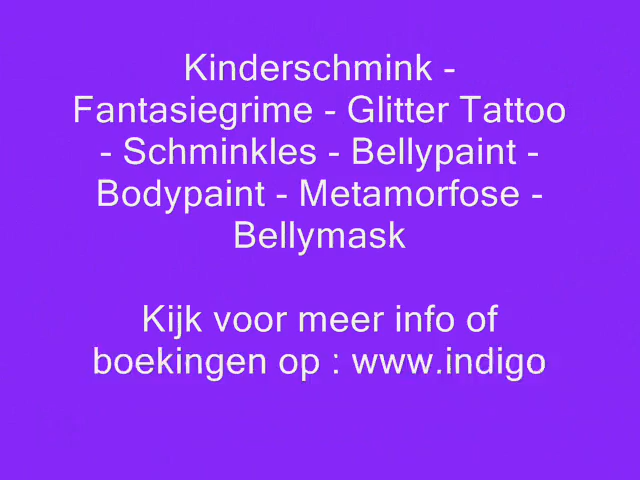 Kinderschmink -
Fantasiegrime - Glitter Tattoo
- Schminkles - Bellypaint -
Bodypaint - Metamorfose -
Bellymask
Kijk voor meer info of
boekingen op : www.indigo